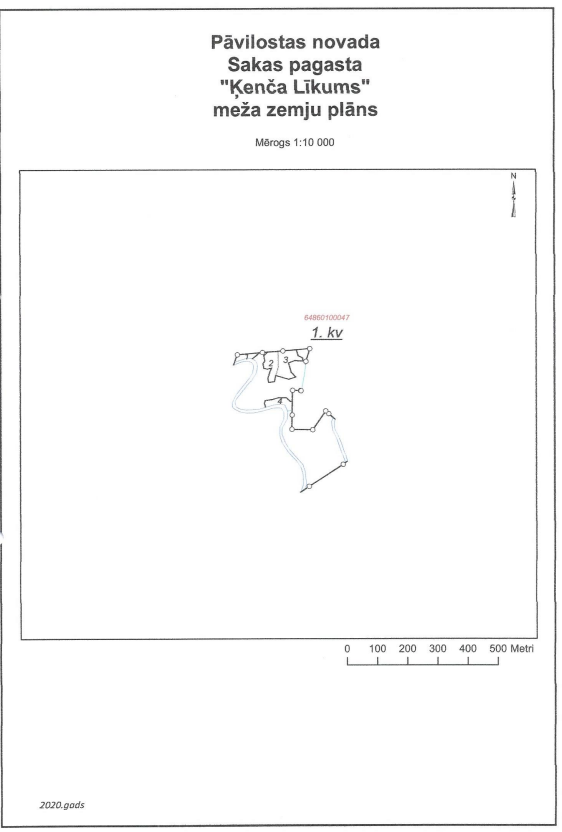 Pāvilostas novada
Sakas pagasta
"Ķenča Līkums"
meža zemju plāns
Mērogs 1:10 000
N
64860100047
1. kv
1
2
3
4
0 100 200 300 400 500 Metri
2020.gads